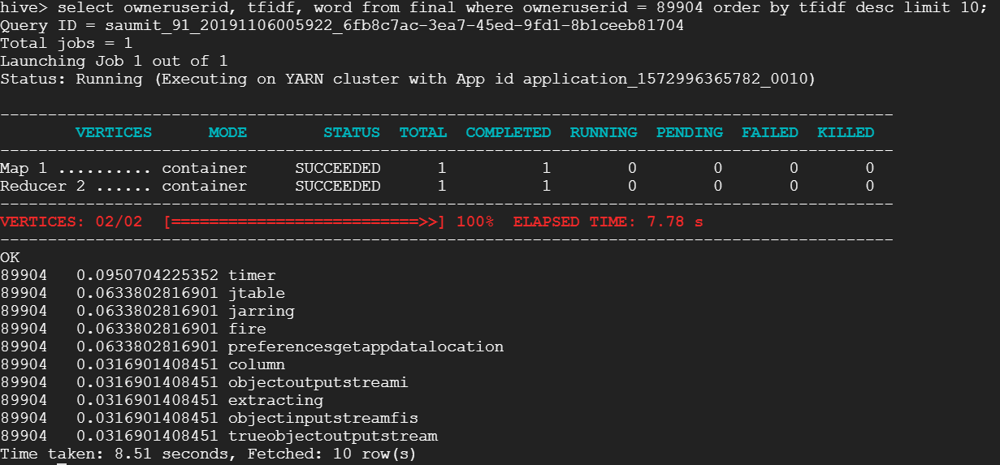 hive> select owneruserid, tfidf, word from final where owneruserid = 89904 order by tfidf desc limit 10;
Query ID = saumit_91_20191106005922_6fb8c7ac-3ea7-45ed-9fd1-8b1ceeb81704
Total jobs = 1
Launching Job 1 out of 1
Status: Running (Executing on YARN cluster with App id application_1572996365782_0010)
----------------------------------------------------------------------------------------------
VERTICES MODE STATUS TOTAL COMPLETED RUNNING PENDING FAILED KILLED
----------------------------------------------------------------------------------------------
Map 1 .......... container SUCCEEDED 1 1 0 0 0 0
Reducer 2 ...... container SUCCEEDED 1 1 0 0 0 0
----------------------------------------------------------------------------------------------
VERTICES: 02/02 [==========================>>] 100% ELAPSED TIME: 7.78 s
----------------------------------------------------------------------------------------------
OK
89904 0.0950704225352 timer
89904 0.0633802816901 jtable
89904 0.0633802816901 jarring
89904 0.0633802816901 fire
89904 0.0633802816901 preferencesgetappdatalocation
89904 0.0316901408451 column
89904 0.0316901408451 objectoutputstreami
89904 0.0316901408451 extracting
89904 0.0316901408451 objectinputstreamfis
89904 0.0316901408451 trueobjectoutputstream
Time taken: 8.51 seconds, Fetched: 10 row(s)